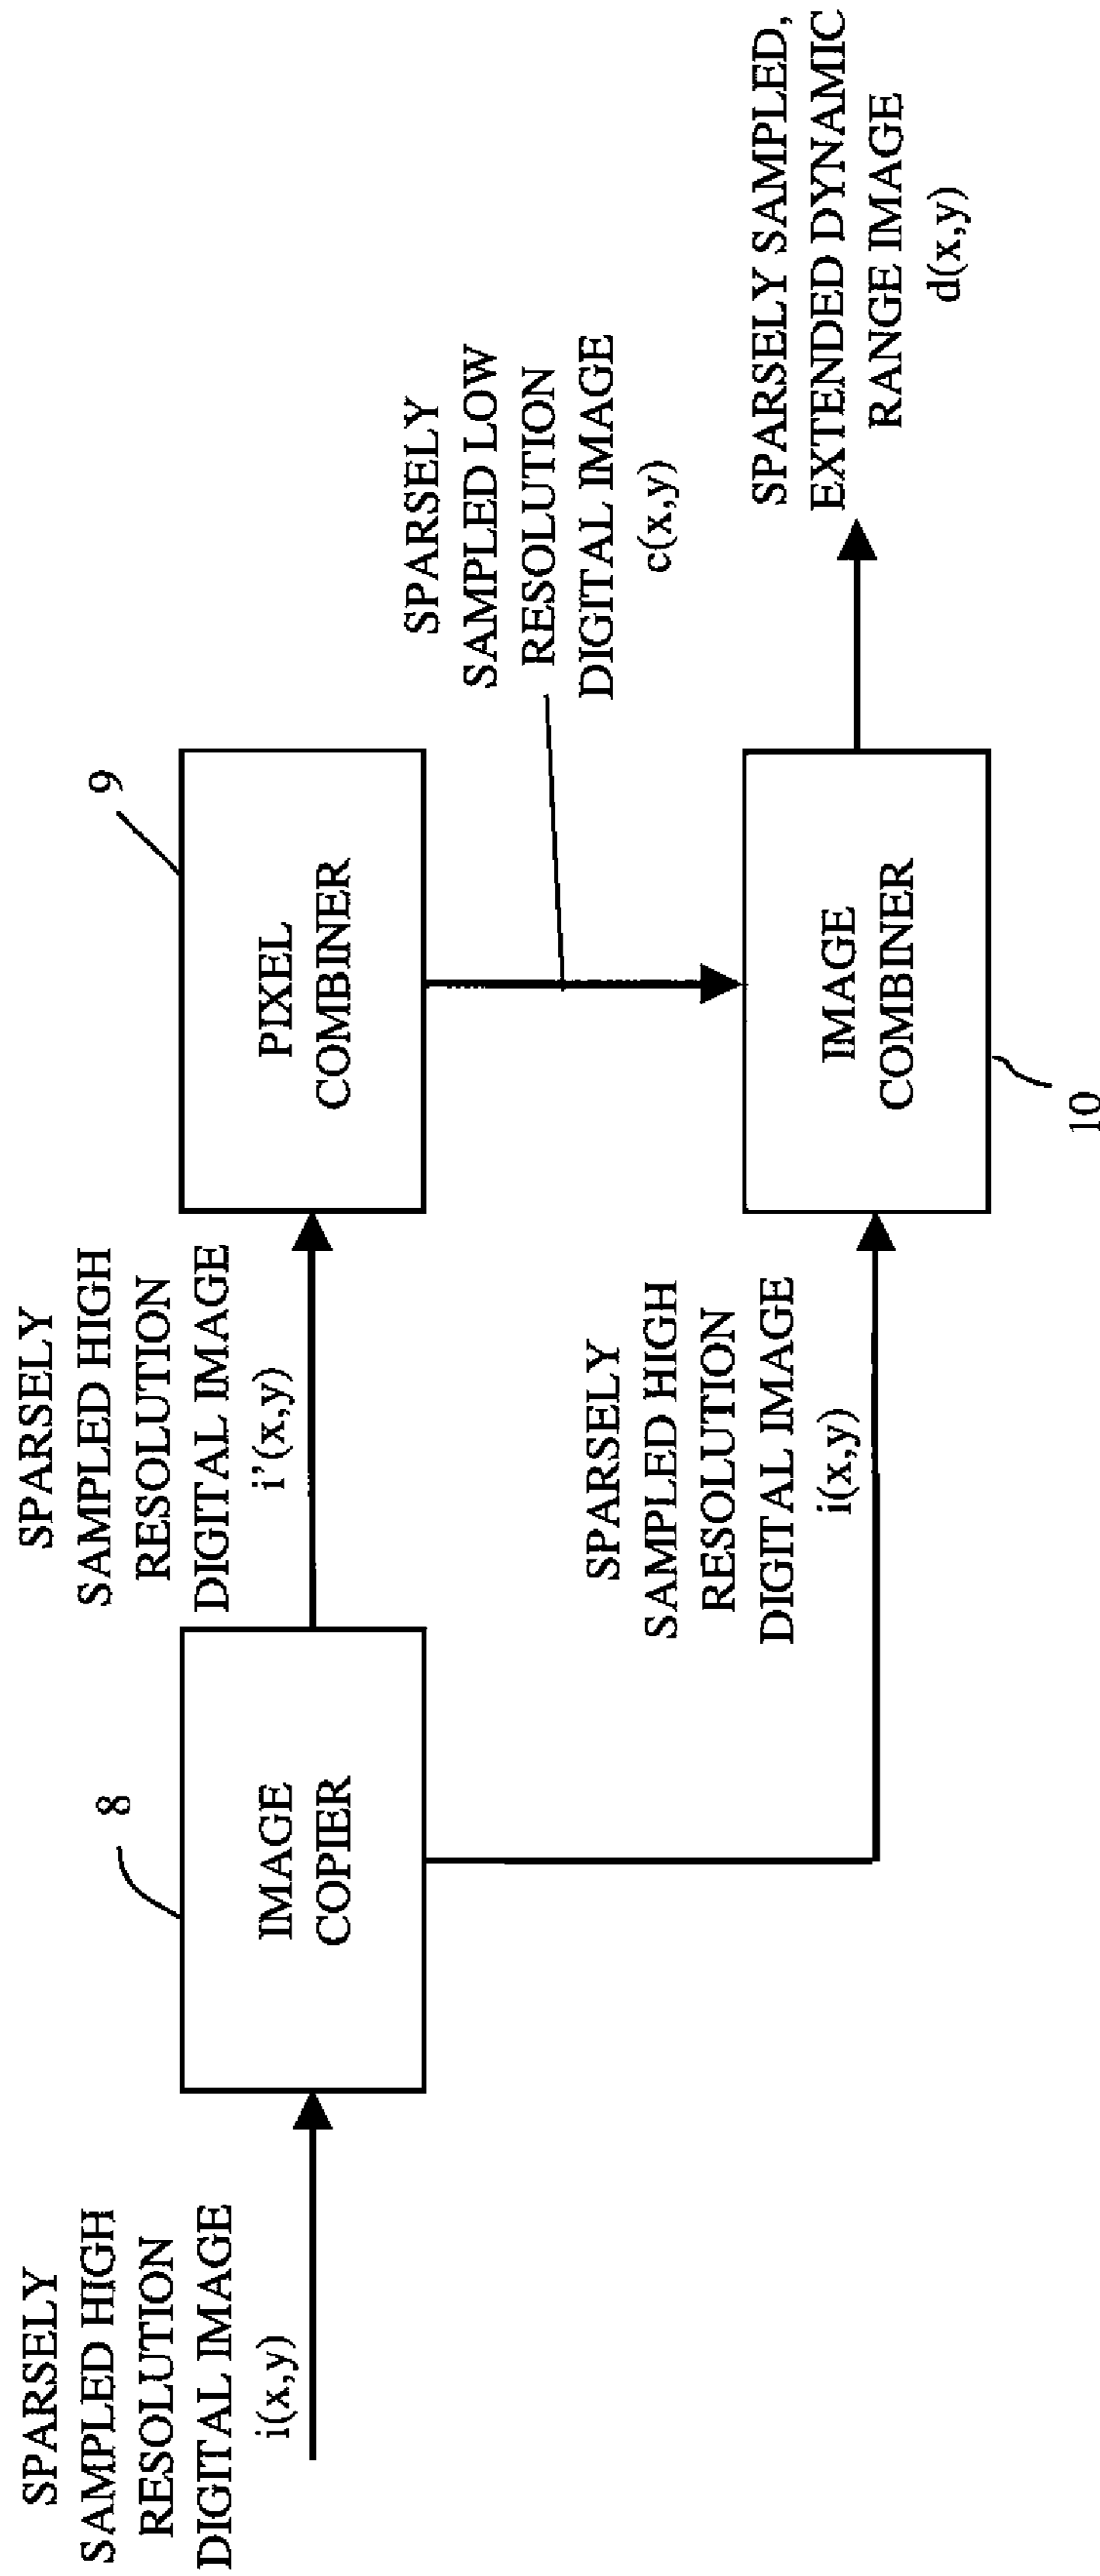 SPARSELY
SAMPLED HIGH
RESOLUTION
DIGITAL IMAGE
i(x,y)
8
IMAGE
COPIER
SPARSELY
SAMPLED HIGH
RESOLUTION
DIGITAL IMAGE
i'(x,y)
9
PIXEL
COMBINER
SPARSELY
SAMPLED LOW
RESOLUTION
DIGITAL IMAGE
c(x,y)
SPARSELY
SAMPLED HIGH
RESOLUTION
DIGITAL IMAGE
i(x,y)
IMAGE
COMBINER
10
SPARSELY SAMPLED,
EXTENDED DYNAMIC
RANGE IMAGE
d(x,y)